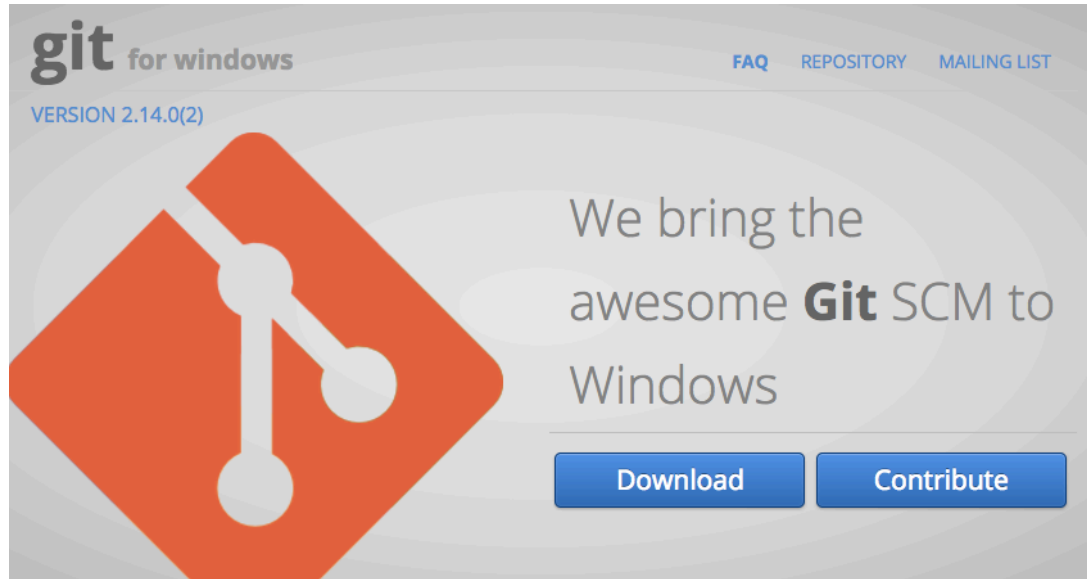 git for windows
FAQ REPOSITORY MAILING LIST
VERSION 2.14.0(2)
We bring the
awesome Git SCM to
Windows
Download Contribute